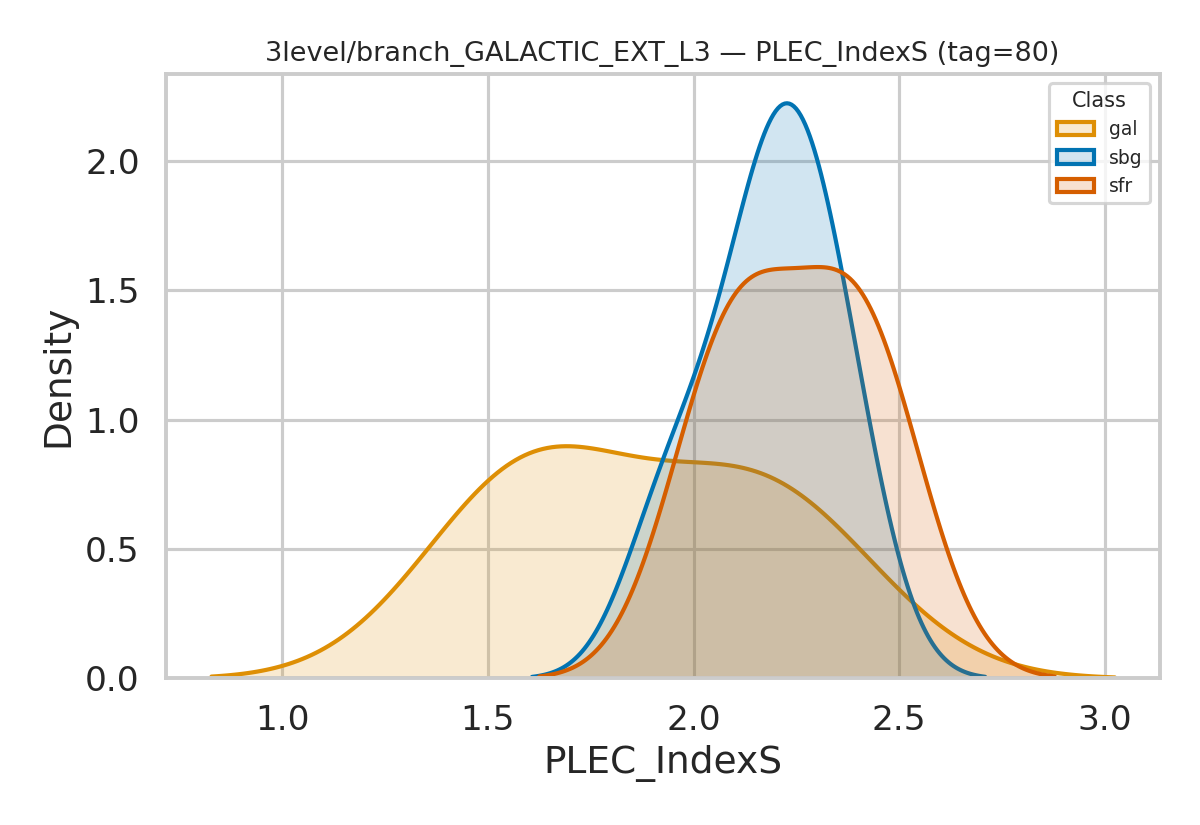 3level/branch_GALACTIC_EXT_L3 — PLEC_IndexS (tag=80)
Class
gal
sbg
sfr
Density
2.0
1.5
1.0
0.5
0.0
1.0 1.5 2.0 2.5 3.0
PLEC_IndexS